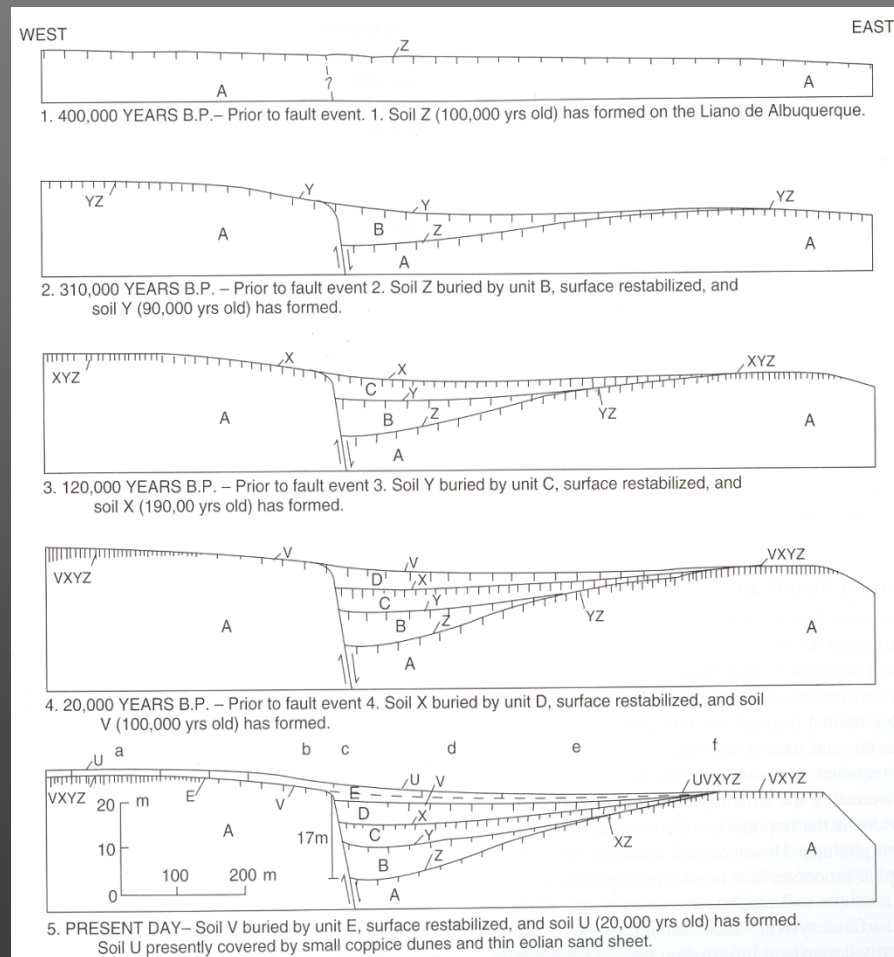 WEST EAST
Z
A ? A
1. 400,000 YEARS B.P.– Prior to fault event. 1. Soil Z (100,000 yrs old) has formed on the Liano de Albuquerque.
YZ Y Y YZ
B Z
A A A
2. 310,000 YEARS B.P. – Prior to fault event 2. Soil Z buried by unit B, surface restabilized, and
soil Y (90,000 yrs old) has formed.
XYZ X X XYZ
C Y
A B Z YZ A
A
3. 120,000 YEARS B.P. – Prior to fault event 3. Soil Y buried by unit C, surface restabilized, and
soil X (190,00 yrs old) has formed.
VXYZ V V VXYZ
D X
C Y
A B Z YZ A
A
4. 20,000 YEARS B.P. – Prior to fault event 4. Soil X buried by unit D, surface restabilized, and soil
V (100,000 yrs old) has formed.
a b c d e f
U U UVXYZ VXYZ
VXYZ E V E V
20 m D X
A 17m C Y XZ A
10 B Z
100 200 m A
0
5. PRESENT DAY– Soil V buried by unit E, surface restabilized, and soil U (20,000 yrs old) has formed.
Soil U presently covered by small coppice dunes and thin eolian sand sheet.